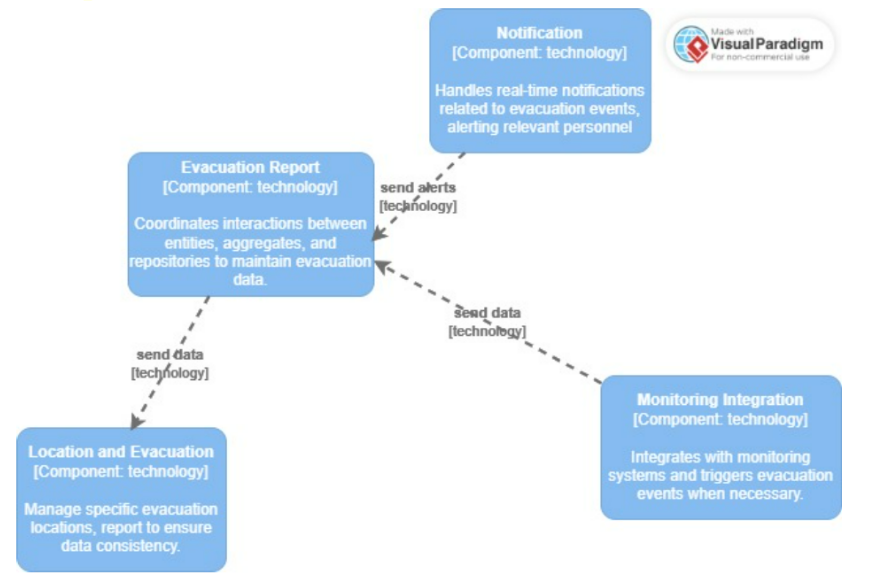 Notification
[Component: technology]
Handles real-time notifications
related to evacuation events,
alerting relevant personnel
Made with
Visual Paradigm
For non-commercial use
Evacuation Report
[Component: technology]
Coordinates interactions between
entities, aggregates, and
repositories to maintain evacuation
data.
send alerts
[technology]
send data
[technology]
send data
[technology]
Monitoring Integration
[Component: technology]
Integrates with monitoring
systems and triggers evacuation
events when necessary.
Location and Evacuation
[Component: technology]
Manage specific evacuation
locations, report to ensure
data consistency.